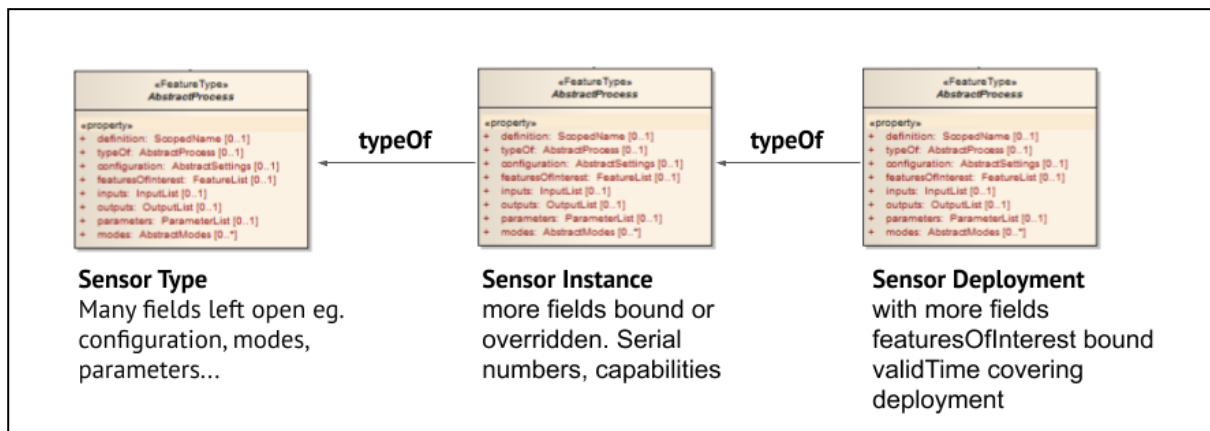 «FeatureType»
AbstractProcess
«property»
+ definition: ScopedName [0..1]
+ typeOf: AbstractProcess [0..1]
+ configuration: AbstractSettings [0..1]
+ featuresOfInterest: FeatureList [0..1]
+ inputs: InputList [0..1]
+ outputs: OutputList [0..1]
+ parameters: ParameterList [0..1]
+ modes: AbstractModes [0..*]
Sensor Type
Many fields left open eg.
configuration, modes,
parameters...
typeOf
«FeatureType»
AbstractProcess
«property»
+ definition: ScopedName [0..1]
+ typeOf: AbstractProcess [0..1]
+ configuration: AbstractSettings [0..1]
+ featuresOfInterest: FeatureList [0..1]
+ inputs: InputList [0..1]
+ outputs: OutputList [0..1]
+ parameters: ParameterList [0..1]
+ modes: AbstractModes [0..*]
Sensor Instance
more fields bound or
overridden. Serial
numbers, capabilities
typeOf
«FeatureType»
AbstractProcess
«property»
+ definition: ScopedName [0..1]
+ typeOf: AbstractProcess [0..1]
+ configuration: AbstractSettings [0..1]
+ featuresOfInterest: FeatureList [0..1]
+ inputs: InputList [0..1]
+ outputs: OutputList [0..1]
+ parameters: ParameterList [0..1]
+ modes: AbstractModes [0..*]
Sensor Deployment
with more fields
featuresOfInterest bound
validTime covering
deployment